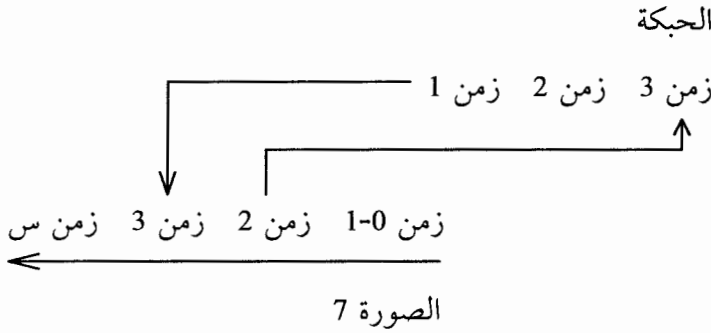 الحبكة
زمن 3 زمن 2 زمن 1
زمن 0-1 زمن 2 زمن 3 زمن س
الصورة 7